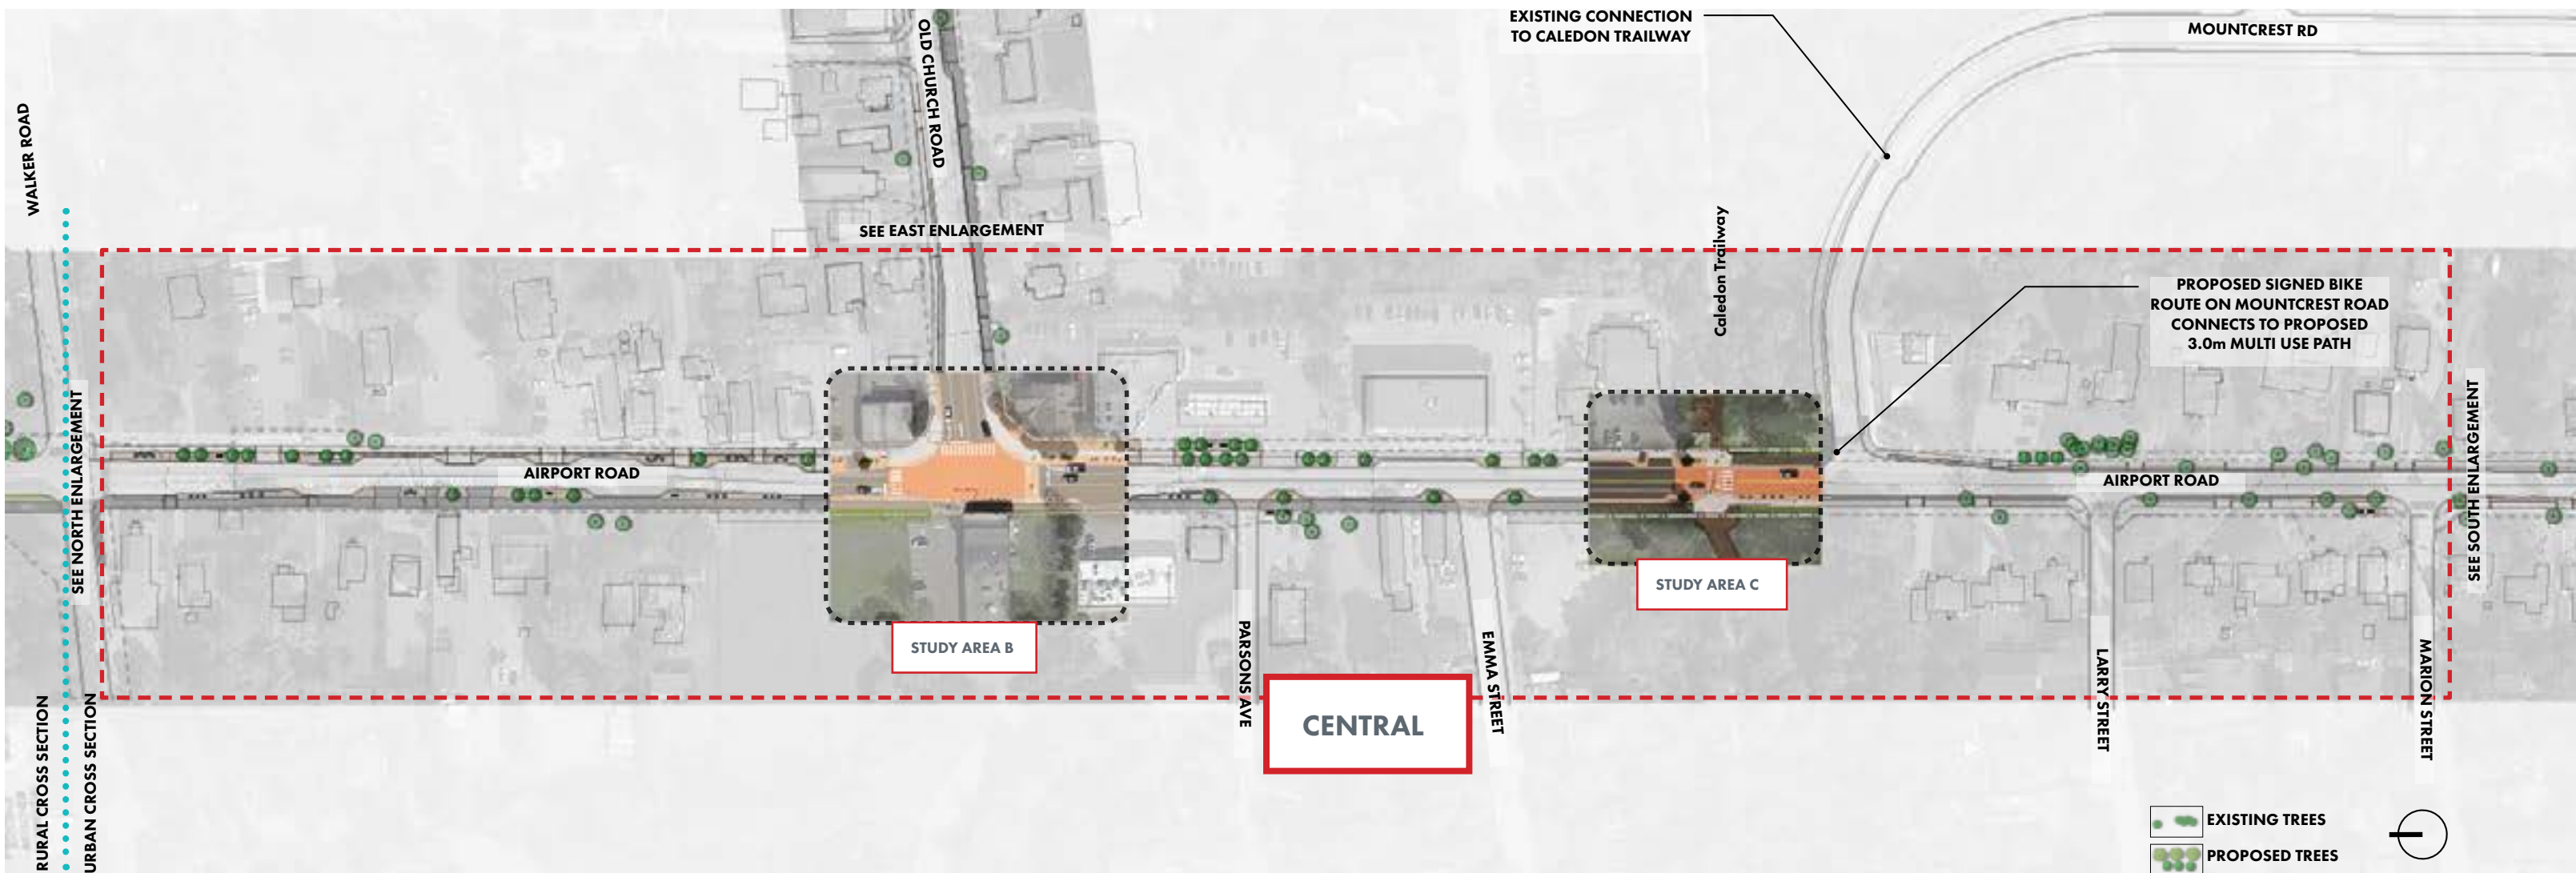 EXISTING CONNECTION
TO CALEDON TRAILWAY
MOUNTCREST RD
OLD CHURCH ROAD
WALKER ROAD
SEE EAST ENLARGEMENT
Caledon Trailway
PROPOSED SIGNED BIKE
ROUTE ON MOUNTCREST ROAD
CONNECTS TO PROPOSED
3.0m MULTI USE PATH
SEE NORTH ENLARGEMENT
AIRPORT ROAD
AIRPORT ROAD
SEE SOUTH ENLARGEMENT
STUDY AREA B
STUDY AREA C
PARSONS AVE
EMMA STREET
LARRY STREET
MARION STREET
CENTRAL
RURAL CROSS SECTION
URBAN CROSS SECTION
EXISTING TREES
PROPOSED TREES